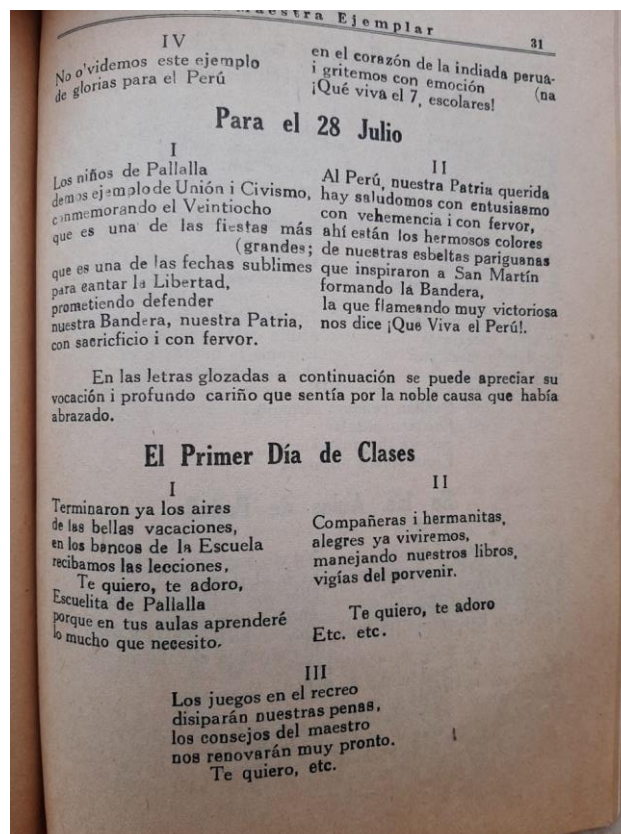 Maestra Ejemplar
31
IV
No o'videmos este ejemplo
de glorias para el Perú
en el corazón de la indiada perua-
i gritemos con emoción (na
¡Qué viva el 7, escolares!
Para el 28 Julio
I
Los niños de Pallalla
demos ejemplo de Unión i Civismo,
conmemorando el Veintiocho
que es una de las fiestas más
(grandes;
que es una de las fechas sublimes
para eantar la Libertad,
prometiendo defender
nuestra Bandera, nuestra Patria,
con sacricficio i con fervor.
II
Al Perú, nuestra Patria querida
hay saludomos con entusiasmo
con vehemencia i con fervor,
ahí están los hermosos colores
de nuestras esbeltas pariguanas
que inspiraron a San Martín
formando la Bandera,
la que flameando muy victoriosa
nos dice ¡Que Viva el Perú!.
En las letras glozadas a continuación se puede apreciar su
vocación i profundo cariño que sentía por la noble causa que había
abrazado.
El Primer Día de Clases
I
Terminaron ya los aires
de las bellas vacaciones,
en los bancos de la Escuela
recibamos las lecciones,
Te quiero, te adoro,
Escuelita de Pallalla
porque en tus aulas aprenderé
lo mucho que necesito.
II
Compañeras i hermanitas,
alegres ya viviremos,
manejando nuestros libros,
vigías del porvenir.
Te quiero, te adoro
Etc. etc.
III
Los juegos en el recreo
disiparán nuestras penas,
los consejos del maestro
nos renovarán muy pronto.
Te quiero, etc.